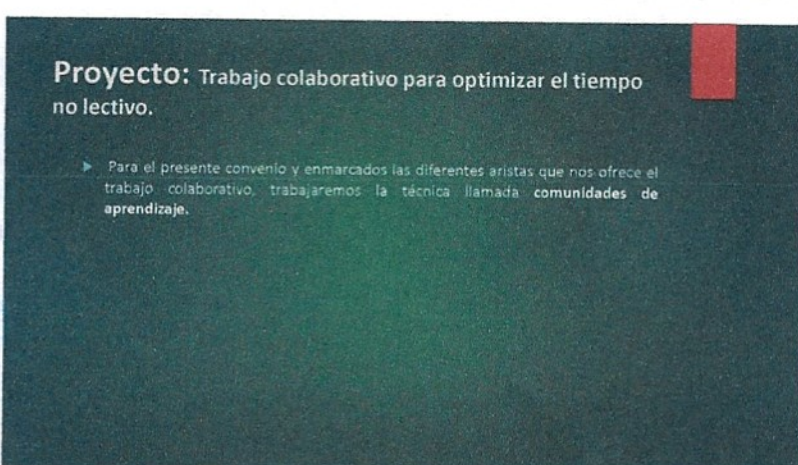 Proyecto: Trabajo colaborativo para optimizar el tiempo
no lectivo.
Para el presente convenio y enmarcados las diferentes aristas que nos ofrece el
trabajo colaborativo, trabajaremos la técnica llamada comunidades de
aprendizaje.